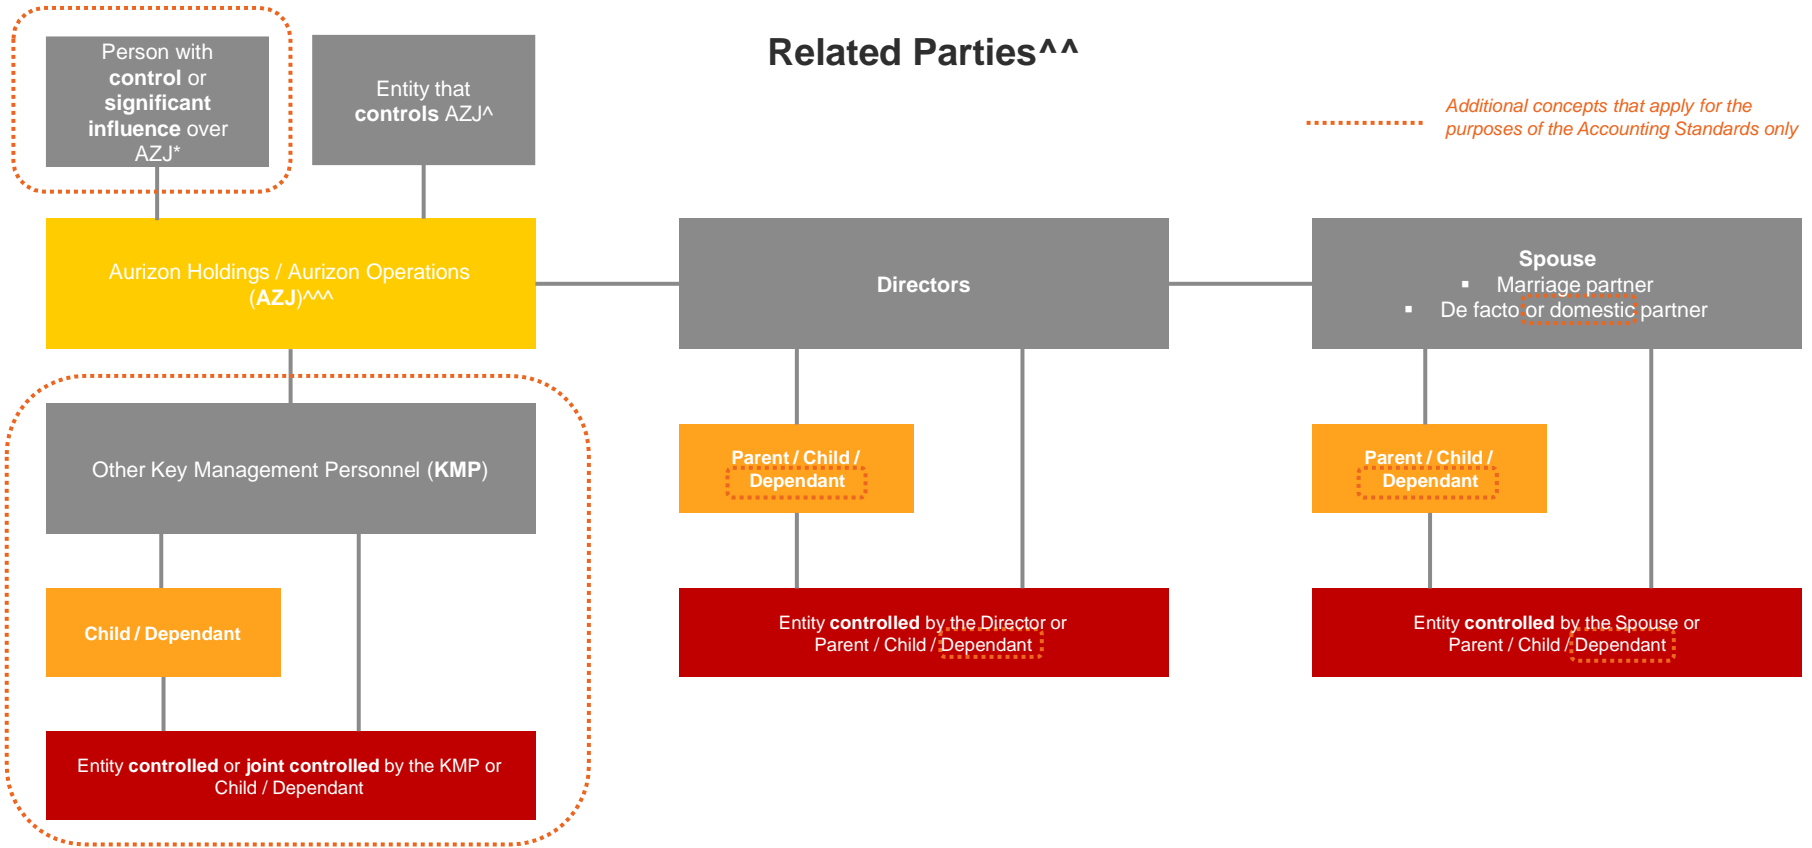 Related Parties^^
Person with
control or
significant
influence over
AZJ*
Entity that
controls AZJ^
Additional concepts that apply for the
purposes of the Accounting Standards only
Aurizon Holdings / Aurizon Operations
(AZJ)^^^
Directors
Spouse
▪ Marriage partner
▪ De facto or domestic partner
Other Key Management Personnel (KMP)
Parent / Child /
Dependant
Parent / Child /
Dependant
Child / Dependant
Entity controlled by the Director or
Parent / Child / Dependant
Entity controlled by the Spouse or
Parent / Child / Dependant
Entity controlled or joint controlled by the KMP or
Child / Dependant